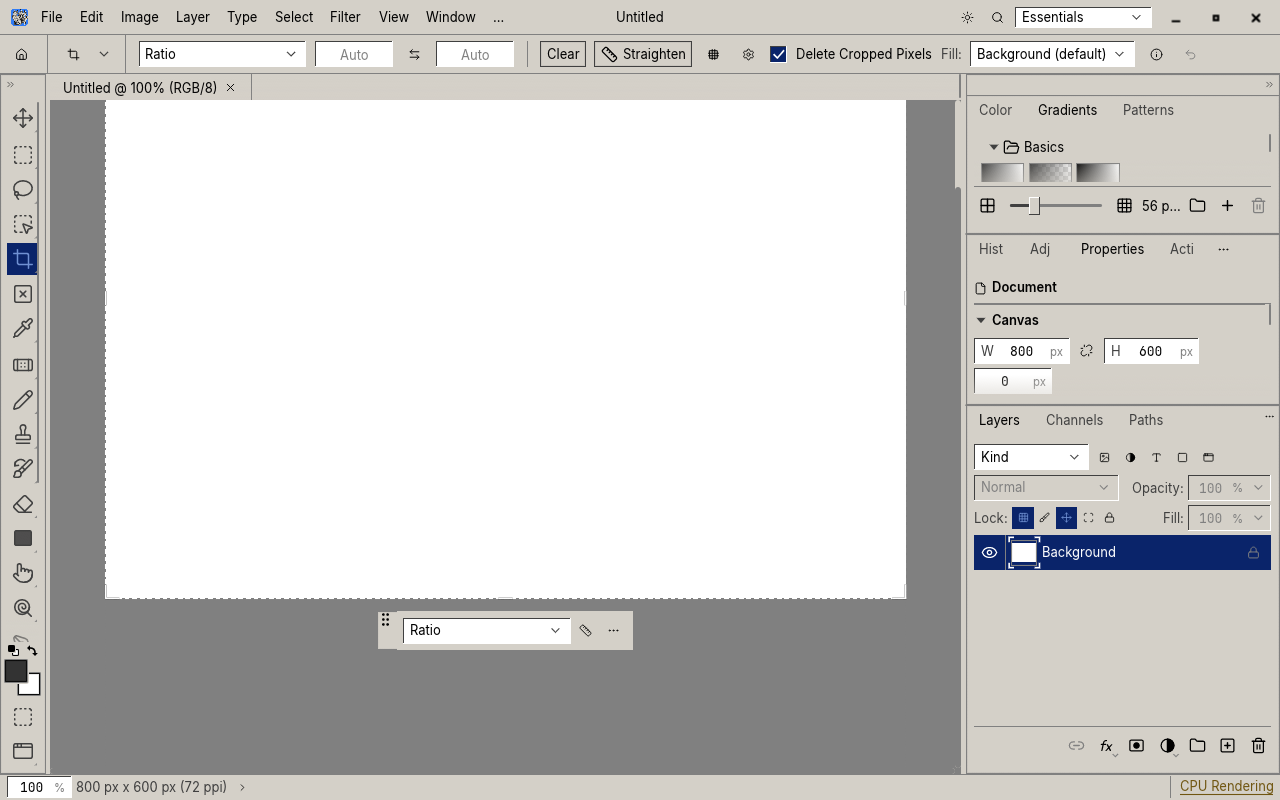 File Edit Image Layer Type Select Filter View Window ... Untitled Essentials
Ratio Auto Auto Clear Straighten Delete Cropped Pixels Fill: Background (default)
Untitled @ 100% (RGB/8)
Color Gradients Patterns
Basics
56 p...
Hist Adj Properties Acti
Document
Canvas
W 800 px H 600 px
0 px
Layers Channels Paths
Kind
Normal Opacity: 100 %
Lock: Fill: 100 %
Background
Ratio
fx
100 % 800 px x 600 px (72 ppi) CPU Rendering